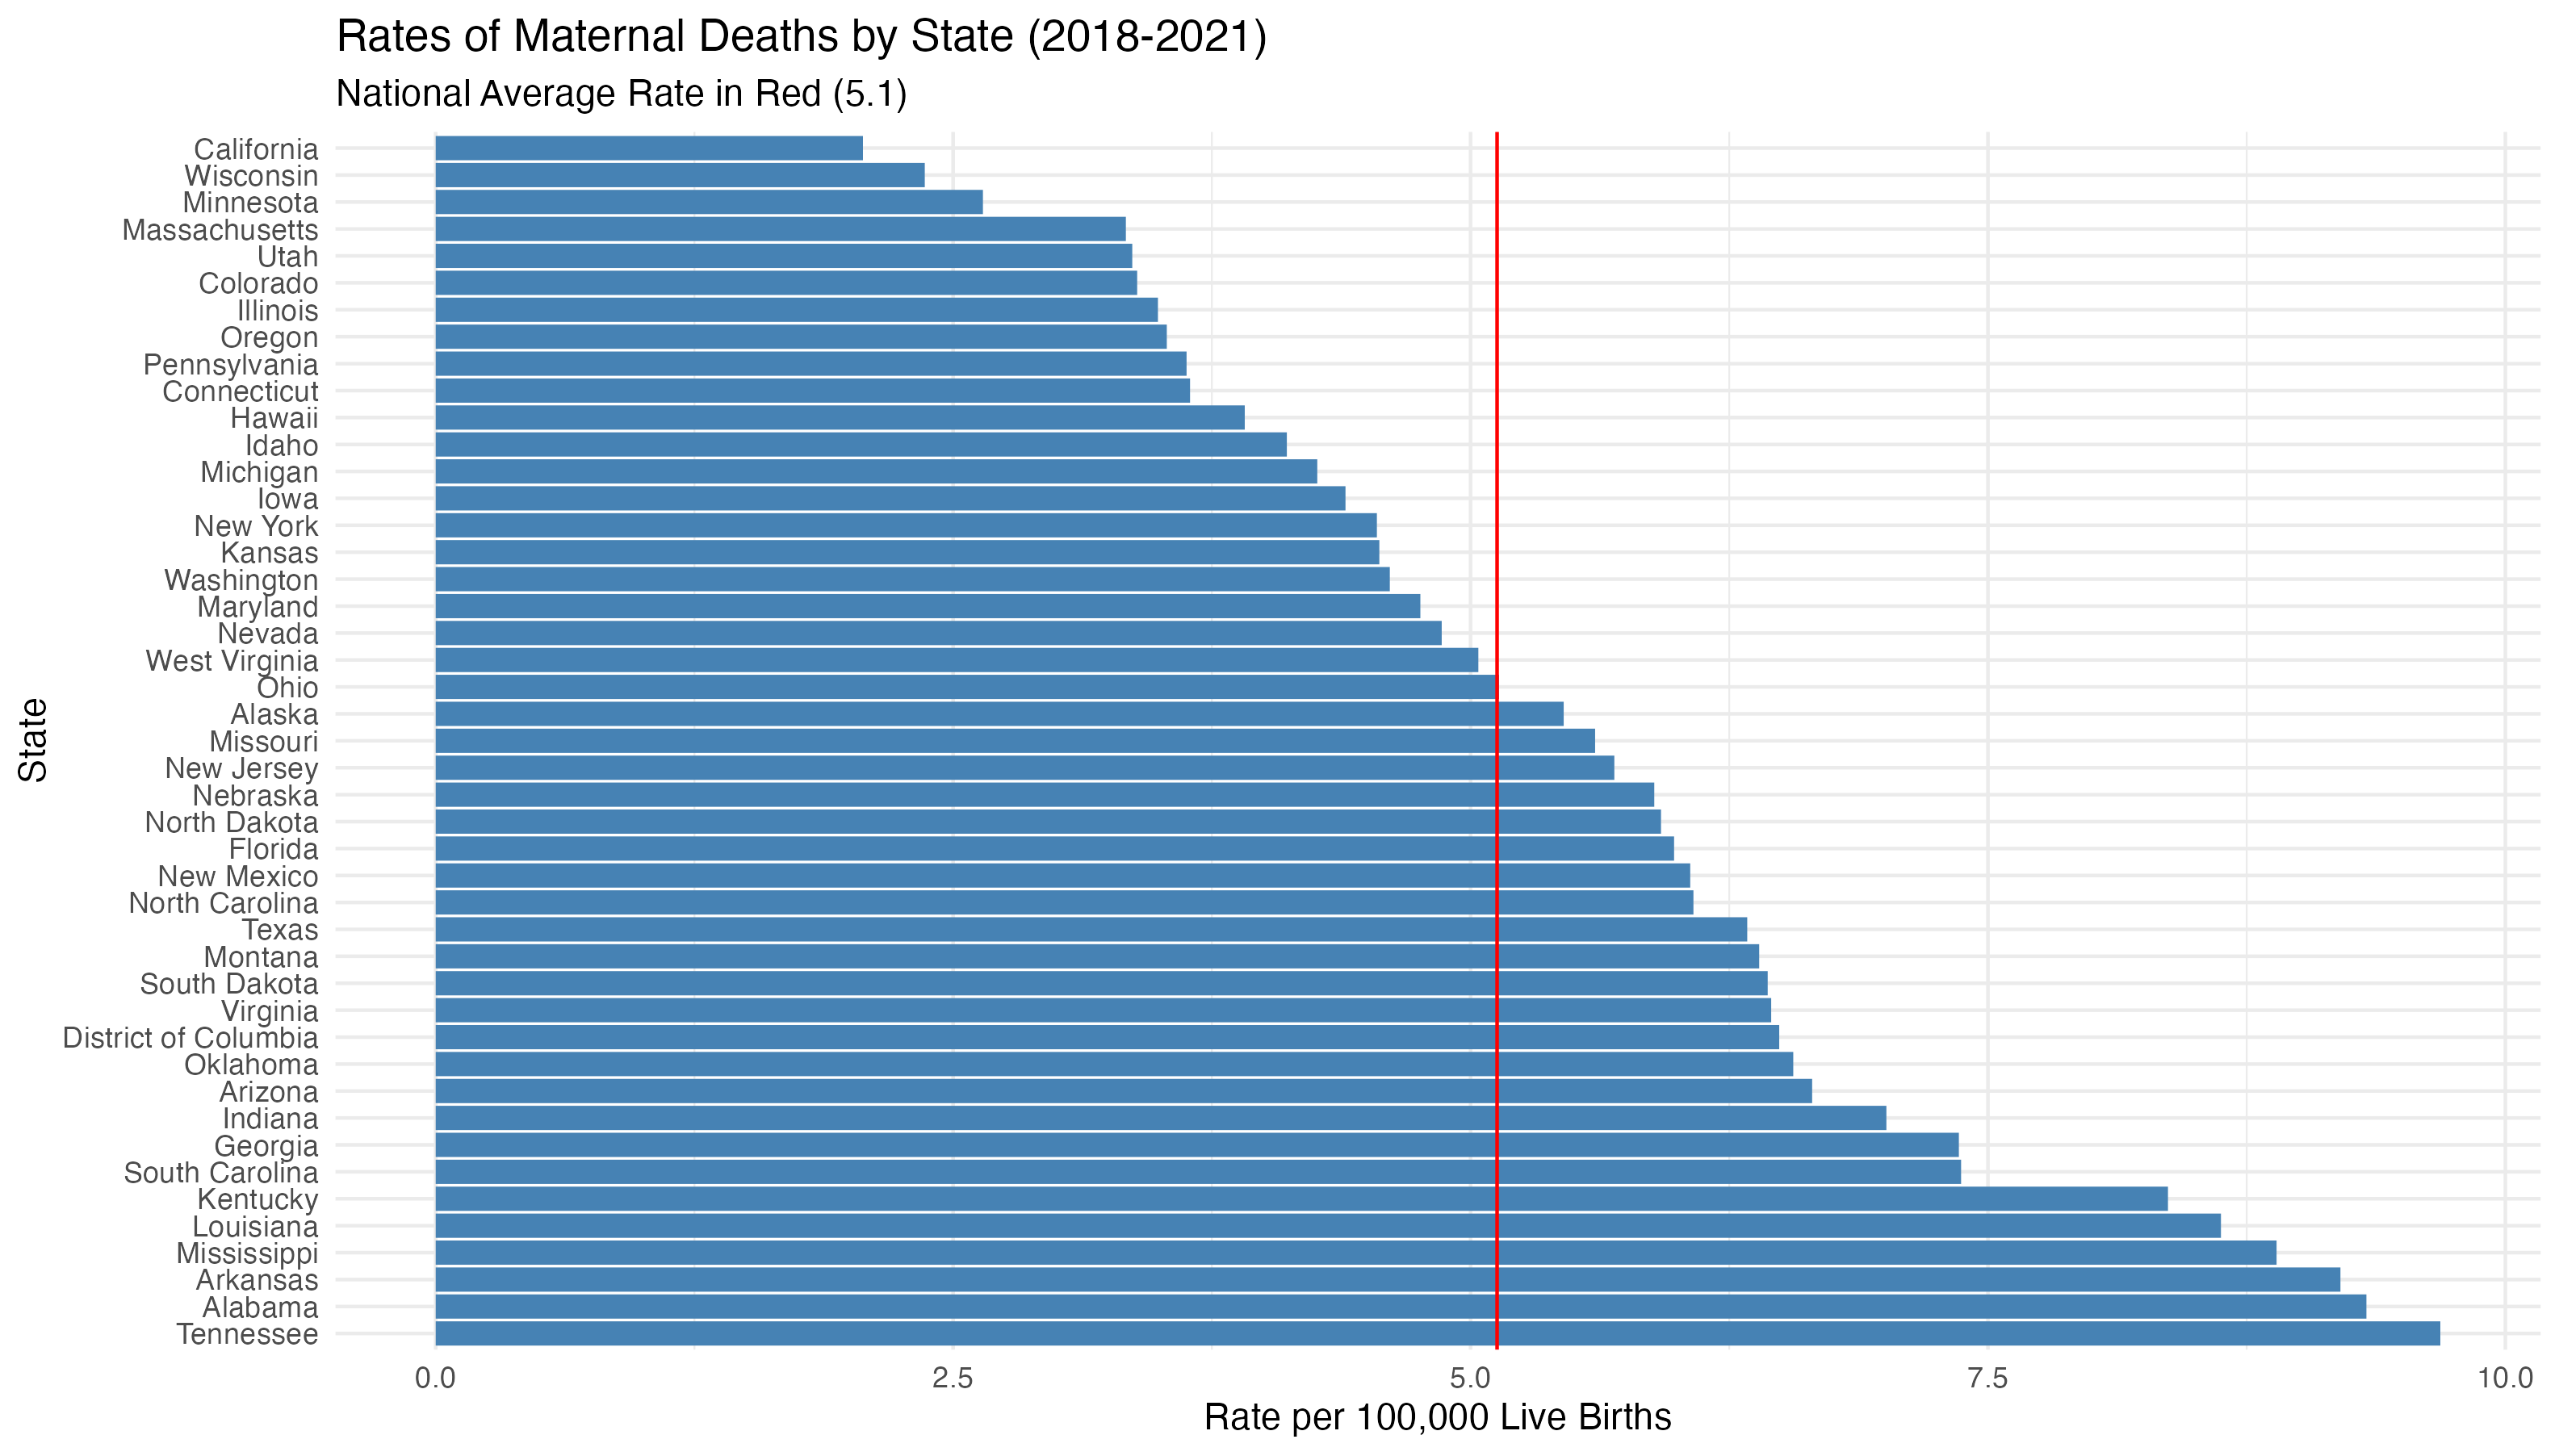 Rates of Maternal Deaths by State (2018-2021)
National Average Rate in Red (5.1)
State
California
Wisconsin
Minnesota
Massachusetts
Utah
Colorado
Illinois
Oregon
Pennsylvania
Connecticut
Hawaii
Idaho
Michigan
Iowa
New York
Kansas
Washington
Maryland
Nevada
West Virginia
Ohio
Alaska
Missouri
New Jersey
Nebraska
North Dakota
Florida
New Mexico
North Carolina
Texas
Montana
South Dakota
Virginia
District of Columbia
Oklahoma
Arizona
Indiana
Georgia
South Carolina
Kentucky
Louisiana
Mississippi
Arkansas
Alabama
Tennessee
0.0 2.5 5.0 7.5 10.0
Rate per 100,000 Live Births